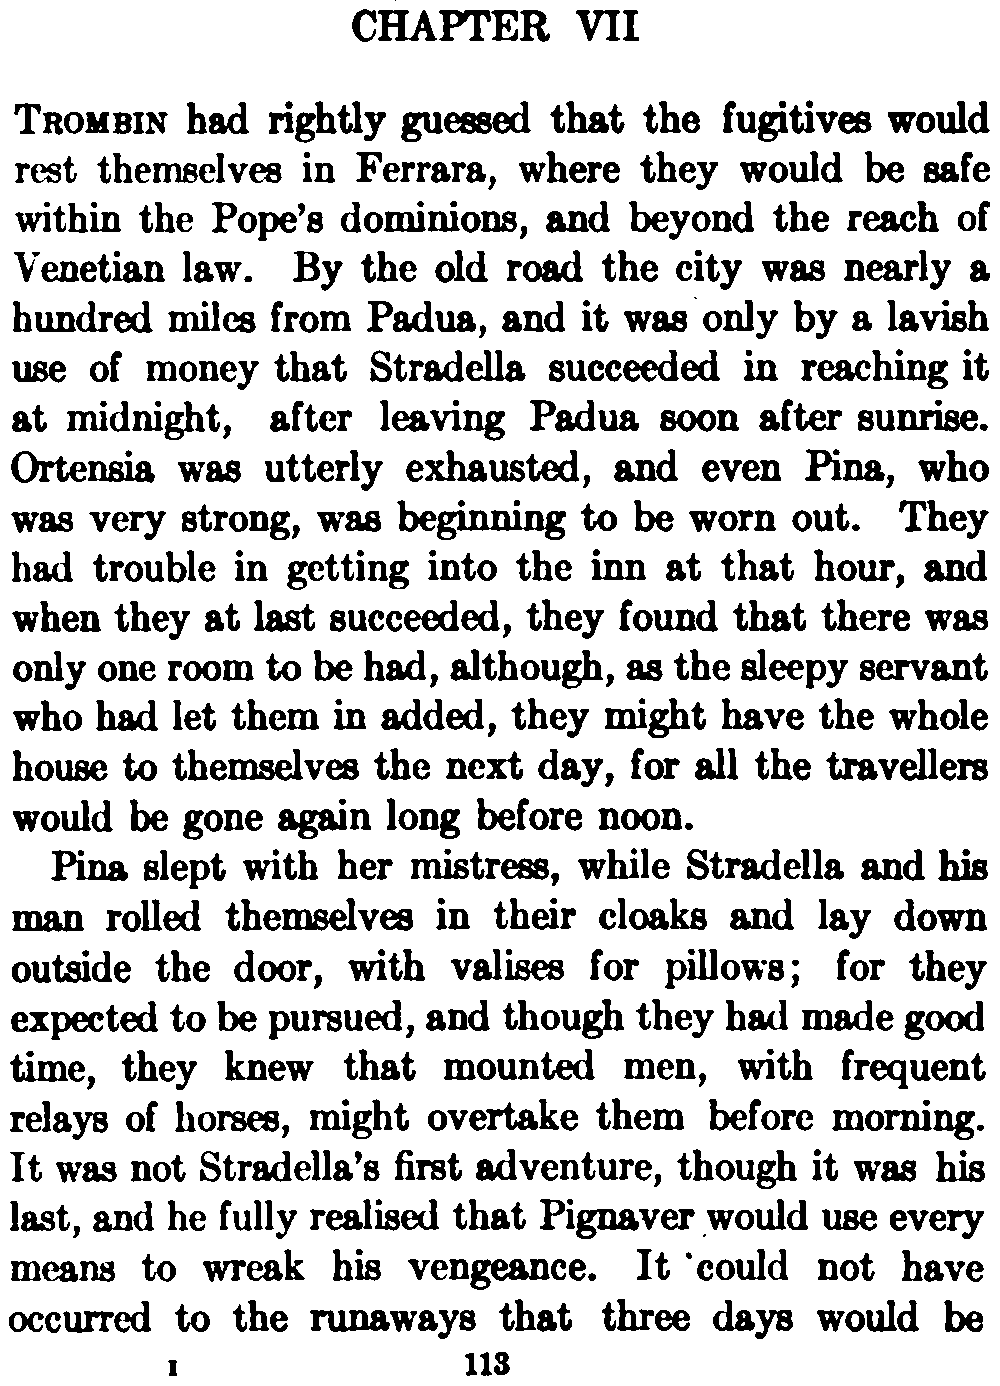 CHAPTER VII
TROMBIN had rightly guessed that the fugitives would
rest themselves in Ferrara, where they would be safe
within the Pope's dominions, and beyond the reach of
Venetian law. By the old road the city was nearly a
hundred miles from Padua, and it was only by a lavish
use of money that Stradella succeeded in reaching it
at midnight, after leaving Padua soon after sunrise.
Ortensia was utterly exhausted, and even Pina, who
was very strong, was beginning to be worn out. They
had trouble in getting into the inn at that hour, and
when they at last succeeded, they found that there was
only one room to be had, although, as the sleepy servant
who had let them in added, they might have the whole
house to themselves the next day, for all the travellers
would be gone again long before noon.
Pina slept with her mistress, while Stradella and his
man rolled themselves in their cloaks and lay down
outside the door, with valises for pillows; for they
expected to be pursued, and though they had made good
time, they knew that mounted men, with frequent
relays of horses, might overtake them before morning.
It was not Stradella's first adventure, though it was his
last, and he fully realised that Pignaver would use every
means to wreak his vengeance. It could not have
occurred to the runaways that three days would be
I 113